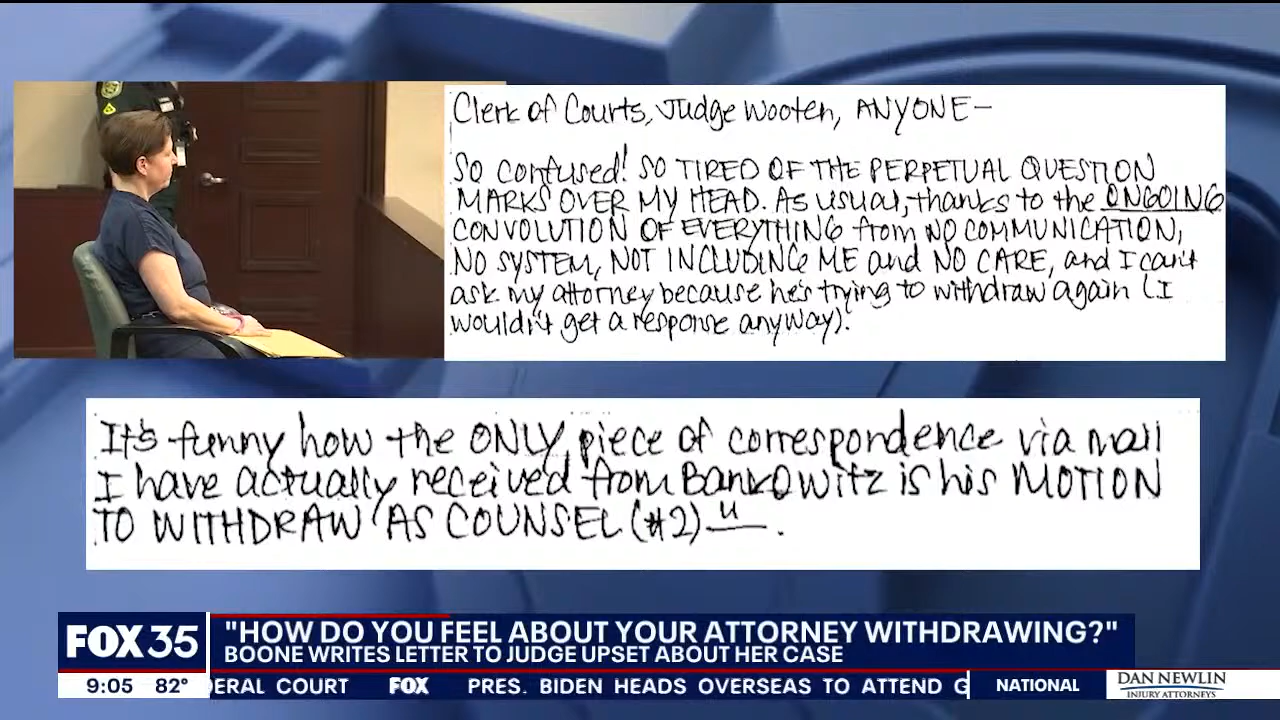 Clerk of Courts, Judge Wooten, ANYONE—
So confused! SO TIRED OF THE PERPETUAL QUESTION
MARKS OVER MY HEAD. As usual, thanks to the ONGOING
CONVOLUTION OF EVERYTHING from NO COMMUNICATION,
NO SYSTEM, NOT INCLUDING ME and NO CARE, and I can't
ask my attorney because he's trying to withdraw again (I
wouldn't get a response anyway).
It's funny how the ONLY piece of correspondence via mail
I have actually received from Bankowitz is his MOTION
TO WITHDRAW AS COUNSEL (#2)
FOX 35
"HOW DO YOU FEEL ABOUT YOUR ATTORNEY WITHDRAWING?"
BOONE WRITES LETTER TO JUDGE UPSET ABOUT HER CASE
9:05 82° DERAL COURT FOX PRES. BIDEN HEADS OVERSEAS TO ATTEND G NATIONAL
DAN NEWLIN
INJURY ATTORNEYS